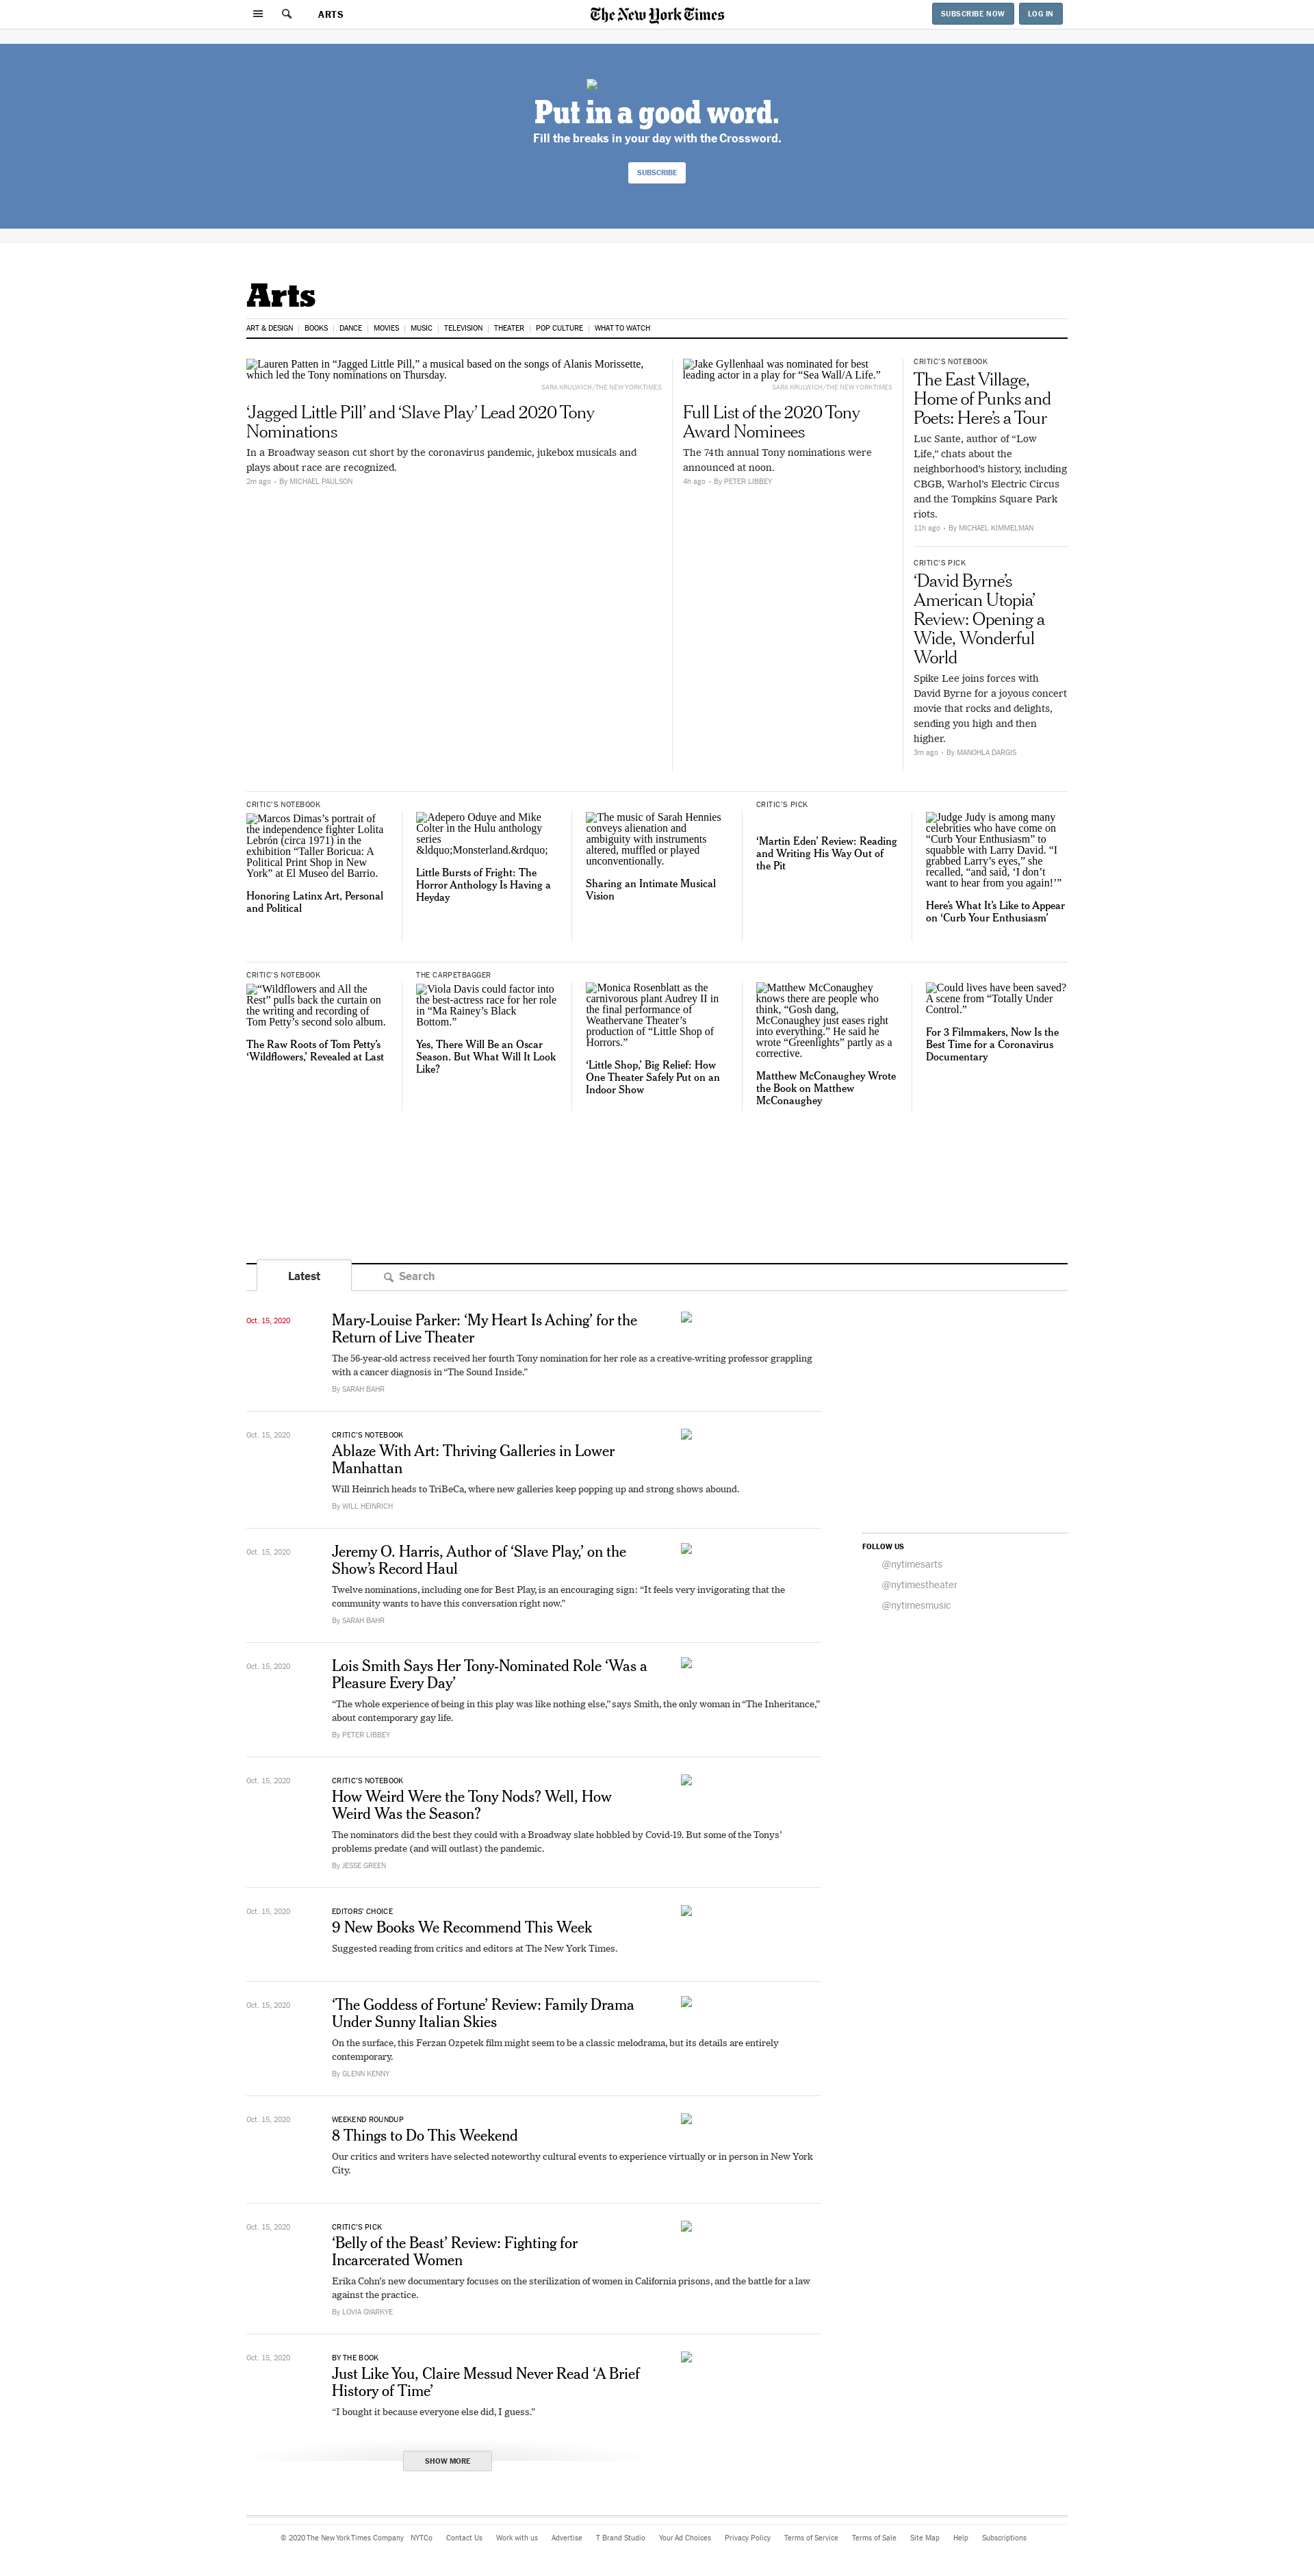 ARTS
The New York Times
SUBSCRIBE NOW
LOG IN
Put in a good word.
Fill the breaks in your day with the Crossword.
SUBSCRIBE
Arts
ART & DESIGN
BOOKS
DANCE
MOVIES
MUSIC
TELEVISION
THEATER
POP CULTURE
WHAT TO WATCH
Lauren Patten in “Jagged Little Pill,” a musical based on the songs of Alanis Morissette,
which led the Tony nominations on Thursday.
SARA KRULWICH/THE NEW YORK TIMES
‘Jagged Little Pill’ and ‘Slave Play’ Lead 2020 Tony
Nominations
In a Broadway season cut short by the coronavirus pandemic, jukebox musicals and
plays about race are recognized.
2m ago • By MICHAEL PAULSON
Jake Gyllenhaal was nominated for best
leading actor in a play for “Sea Wall/A Life.”
SARA KRULWICH/THE NEW YORK TIMES
Full List of the 2020 Tony
Award Nominees
The 74th annual Tony nominations were
announced at noon.
4h ago • By PETER LIBBEY
CRITIC’S NOTEBOOK
The East Village,
Home of Punks and
Poets: Here’s a Tour
Luc Sante, author of “Low
Life,” chats about the
neighborhood’s history, including
CBGB, Warhol’s Electric Circus
and the Tompkins Square Park
riots.
11h ago • By MICHAEL KIMMELMAN
CRITIC’S PICK
‘David Byrne’s
American Utopia’
Review: Opening a
Wide, Wonderful
World
Spike Lee joins forces with
David Byrne for a joyous concert
movie that rocks and delights,
sending you high and then
higher.
3m ago • By MANOHLA DARGIS
CRITIC’S NOTEBOOK
Marcos Dimas’s portrait of
the independence fighter Lolita
Lebrón (circa 1971) in the
exhibition “Taller Boricua: A
Political Print Shop in New
York” at El Museo del Barrio.
Honoring Latinx Art, Personal
and Political
Adepero Oduye and Mike
Colter in the Hulu anthology
series
&ldquo;Monsterland.&rdquo;
Little Bursts of Fright: The
Horror Anthology Is Having a
Heyday
The music of Sarah Hennies
conveys alienation and
ambiguity with instruments
altered, muffled or played
unconventionally.
Sharing an Intimate Musical
Vision
CRITIC’S PICK
‘Martin Eden’ Review: Reading
and Writing His Way Out of
the Pit
Judge Judy is among many
celebrities who have come on
“Curb Your Enthusiasm” to
squabble with Larry David. “I
grabbed Larry’s eyes,” she
recalled, “and said, ‘I don’t
want to hear from you again!’”
Here’s What It’s Like to Appear
on ‘Curb Your Enthusiasm’
CRITIC’S NOTEBOOK
“Wildflowers and All the
Rest” pulls back the curtain on
the writing and recording of
Tom Petty’s second solo album.
The Raw Roots of Tom Petty’s
‘Wildflowers,’ Revealed at Last
THE CARPETBAGGER
Viola Davis could factor into
the best-actress race for her role
in “Ma Rainey’s Black
Bottom.”
Yes, There Will Be an Oscar
Season. But What Will It Look
Like?
Monica Rosenblatt as the
carnivorous plant Audrey II in
the final performance of
Weathervane Theater’s
production of “Little Shop of
Horrors.”
‘Little Shop,’ Big Relief: How
One Theater Safely Put on an
Indoor Show
Matthew McConaughey
knows there are people who
think, “Gosh dang,
McConaughey just eases right
into everything.” He said he
wrote “Greenlights” partly as a
corrective.
Matthew McConaughey Wrote
the Book on Matthew
McConaughey
Could lives have been saved?
A scene from “Totally Under
Control.”
For 3 Filmmakers, Now Is the
Best Time for a Coronavirus
Documentary
Latest
Search
Oct. 15, 2020
Mary-Louise Parker: ‘My Heart Is Aching’ for the
Return of Live Theater
The 56-year-old actress received her fourth Tony nomination for her role as a creative-writing professor grappling
with a cancer diagnosis in “The Sound Inside.”
By SARAH BAHR
Oct. 15, 2020
CRITIC’S NOTEBOOK
Ablaze With Art: Thriving Galleries in Lower
Manhattan
Will Heinrich heads to TriBeCa, where new galleries keep popping up and strong shows abound.
By WILL HEINRICH
Oct. 15, 2020
Jeremy O. Harris, Author of ‘Slave Play,’ on the
Show’s Record Haul
Twelve nominations, including one for Best Play, is an encouraging sign: “It feels very invigorating that the
community wants to have this conversation right now.”
By SARAH BAHR
Oct. 15, 2020
Lois Smith Says Her Tony-Nominated Role ‘Was a
Pleasure Every Day’
“The whole experience of being in this play was like nothing else,” says Smith, the only woman in “The Inheritance,”
about contemporary gay life.
By PETER LIBBEY
Oct. 15, 2020
CRITIC’S NOTEBOOK
How Weird Were the Tony Nods? Well, How
Weird Was the Season?
The nominators did the best they could with a Broadway slate hobbled by Covid-19. But some of the Tonys’
problems predate (and will outlast) the pandemic.
By JESSE GREEN
Oct. 15, 2020
EDITORS’ CHOICE
9 New Books We Recommend This Week
Suggested reading from critics and editors at The New York Times.
Oct. 15, 2020
‘The Goddess of Fortune’ Review: Family Drama
Under Sunny Italian Skies
On the surface, this Ferzan Ozpetek film might seem to be a classic melodrama, but its details are entirely
contemporary.
By GLENN KENNY
Oct. 15, 2020
WEEKEND ROUNDUP
8 Things to Do This Weekend
Our critics and writers have selected noteworthy cultural events to experience virtually or in person in New York
City.
Oct. 15, 2020
CRITIC’S PICK
‘Belly of the Beast’ Review: Fighting for
Incarcerated Women
Erika Cohn’s new documentary focuses on the sterilization of women in California prisons, and the battle for a law
against the practice.
By LOVIA GYARKYE
Oct. 15, 2020
BY THE BOOK
Just Like You, Claire Messud Never Read ‘A Brief
History of Time’
“I bought it because everyone else did, I guess.”
SHOW MORE
FOLLOW US
@nytimesarts
@nytimestheater
@nytimesmusic
© 2020 The New York Times Company
NYTCo
Contact Us
Work with us
Advertise
T Brand Studio
Your Ad Choices
Privacy Policy
Terms of Service
Terms of Sale
Site Map
Help
Subscriptions